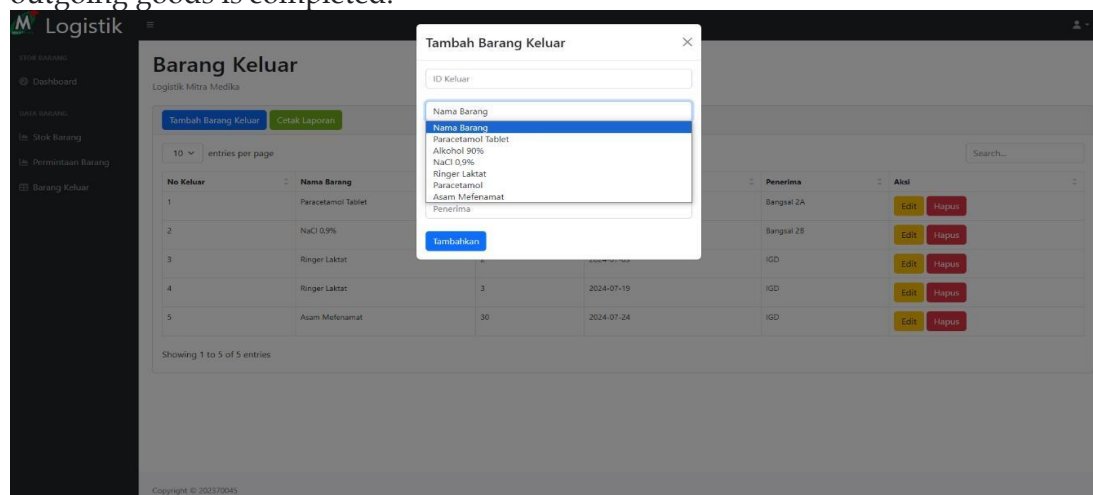 outgoing goods is completed.
M Logistik
STOK BARANG
Dashboard
DATA BARANG
Stok Barang
Permintaan Barang
Barang Keluar
Barang Keluar
Logistik Mitra Medika
Tambah Barang Keluar Cetak Laporan
10 entries per page
Search...
Tambah Barang Keluar
ID Keluar
Nama Barang
Nama Barang
Paracetamol Tablet
Alkohol 90%
NaCl 0,9%
Ringer Laktat
Paracetamol
Asam Mefenamat
Penerima
Tambahkan
No Keluar Nama Barang Penerima Aksi
1 Paracetamol Tablet Bangsal 2A Edit Hapus
2 NaCl 0,9% Bangsal 2B Edit Hapus
3 Ringer Laktat IGD Edit Hapus
4 Ringer Laktat 3 2024-07-19 IGD Edit Hapus
5 Asam Mefenamat 30 2024-07-24 IGD Edit Hapus
Showing 1 to 5 of 5 entries
Copyright © 202370045